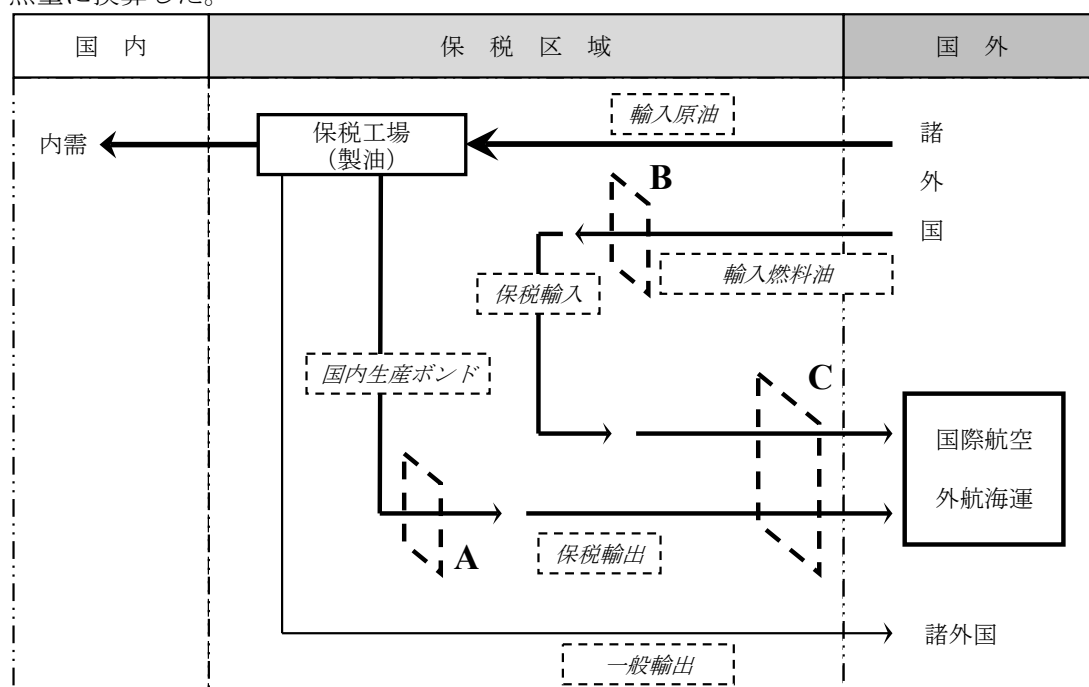 熱量に換算した。
国 内 保 税 区 域 国 外
輸入原油
内需
保税工場
（製油）
諸
外
国
B
輸入燃料油
保税輸入
国内生産ボンド
C
国際航空
外航海運
A
保税輸出
諸外国
一般輸出